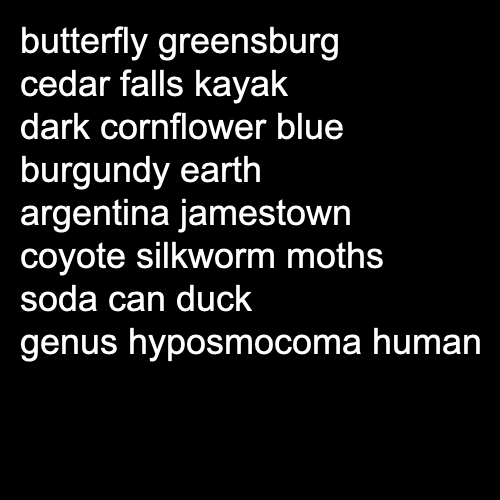 butterfly greensburg
cedar falls kayak
dark cornflower blue
burgundy earth
argentina jamestown
coyote silkworm moths
soda can duck
genus hyposmocoma human